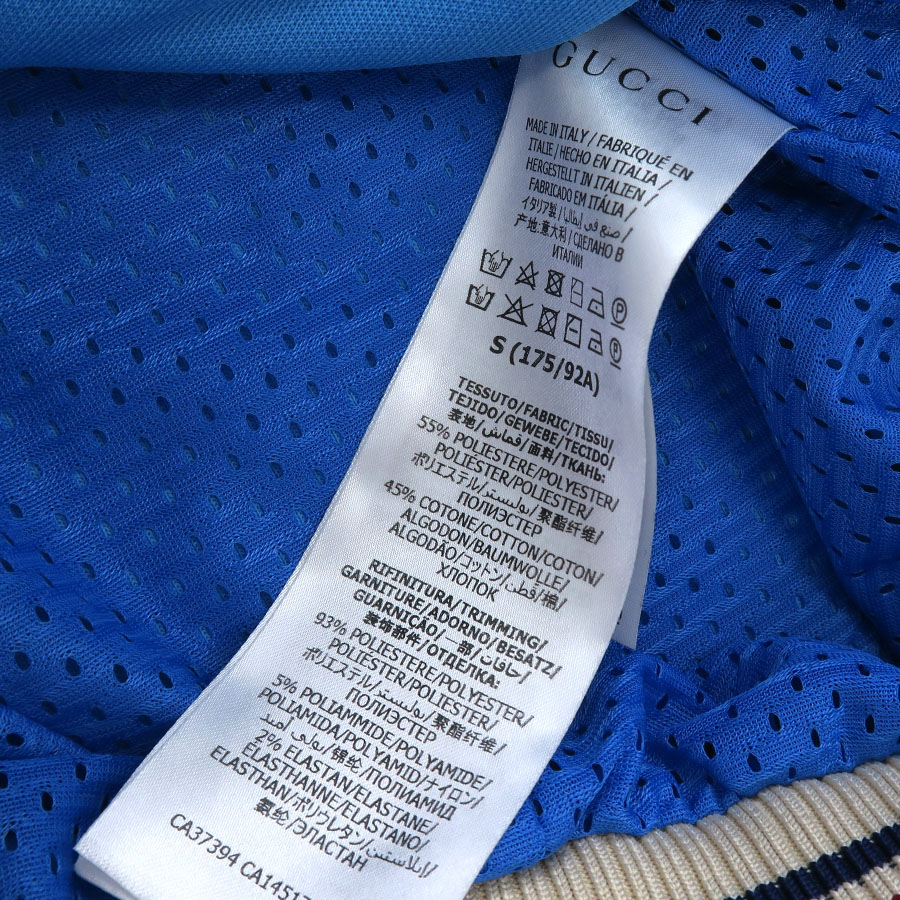 GUCCI
MADE IN ITALY / FABRIQUÉ EN
ITALIE / HECHO EN ITALIA /
HERGESTELLT IN ITALIEN /
FABRICADO EM ITÁLIA /
イタリア製 / صنع في إيطاليا /
产地:意大利 / СДЕЛАНО В
ИТАЛИИ
P
P
S (175/92A)
TESSUTO/FABRIC/TISSU/
TEJIDO/GEWEBE/TECIDO/
表地/قماش/面料/ТКАНЬ:
55% POLIESTERE/POLYESTER/
POLIESTER/POLYESTER/
ポリエステル/بوليستر/聚酯纤维/
ПОЛИЭСТЕР
45% COTONE/COTTON/COTON/
ALGODON/BAUMWOLLE/
ALGODÃO/コットン/قطن/棉/
ХЛОПОК
RIFINITURA/TRIMMING/
GARNITURE/ADORNO/BESATZ/
GUARNIÇÃO/一部/حافان/
装饰部件/ОТДЕЛКА:
93% POLIESTERE/POLYESTER/
POLIÉSTER/POLYESTER/
ポリエステル/بوليستر/聚酯纤维/
ПОЛИЭСТЕР
5% POLIAMMIDE/POLYAMIDE/
POLIAMIDA/POLYAMID/ナイロン/
بولي أميد/锦纶/ПОЛИАМИД
2% ELASTAN/ELASTANE/
ÉLASTHANNE/ELASTANO/
ELASTHAN/ポリウレタン/إيلاستين/
氨纶/ЭЛАСТАН
CA37394 CA1451